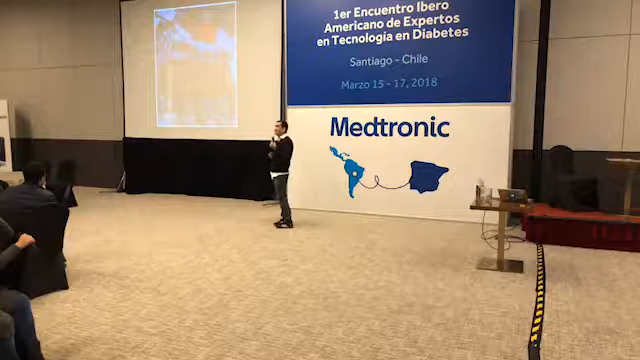 1er Encuentro Ibero
Americano de Expertos
en Tecnología en Diabetes
Santiago - Chile
Marzo 15 - 17, 2018
Medtronic